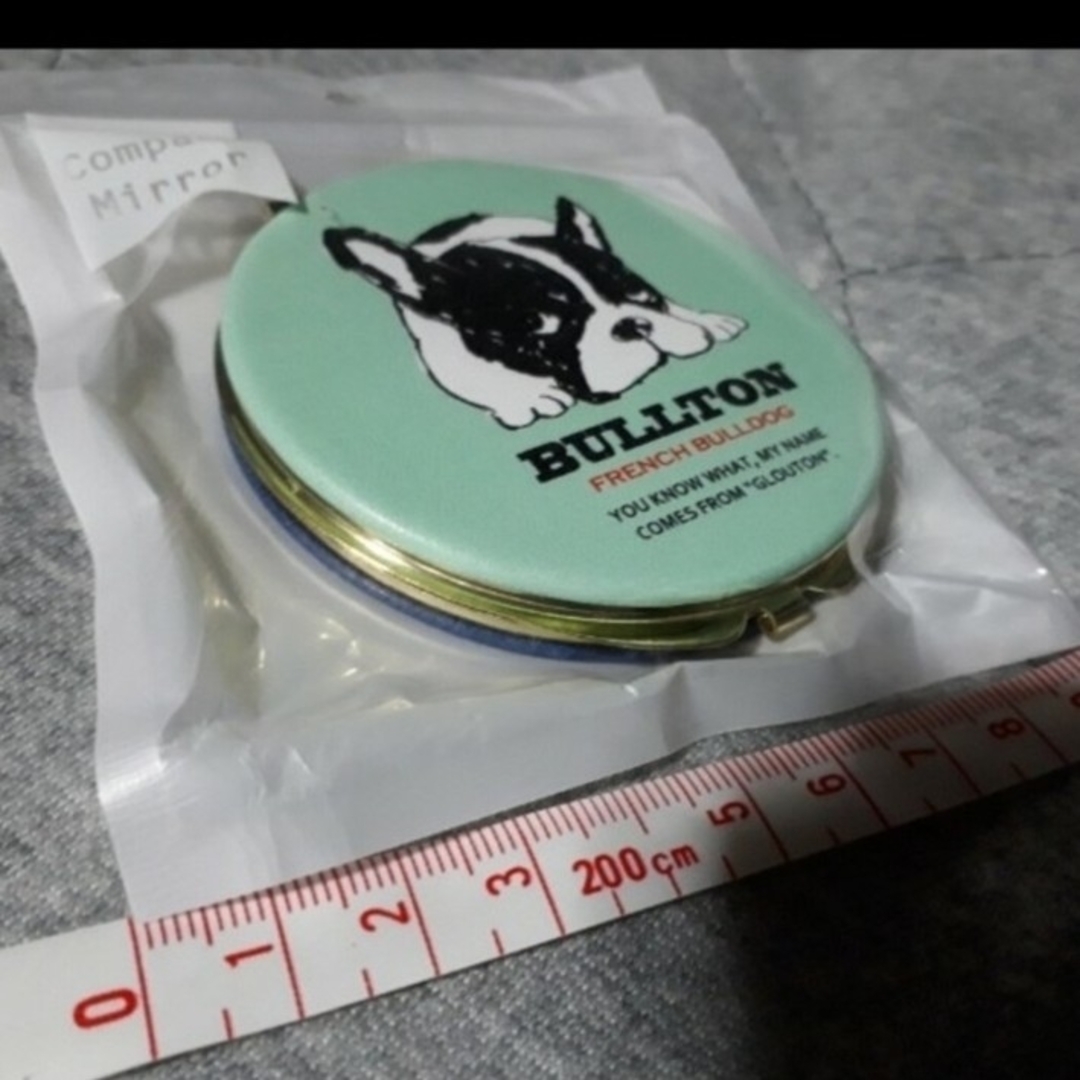 Compa
Mirror
BULLTON
FRENCH BULLDOG
YOU KNOW WHAT, MY NAME
COMES FROM "GLOUTON".
0 1 2 3 200cm 5 6 7 8